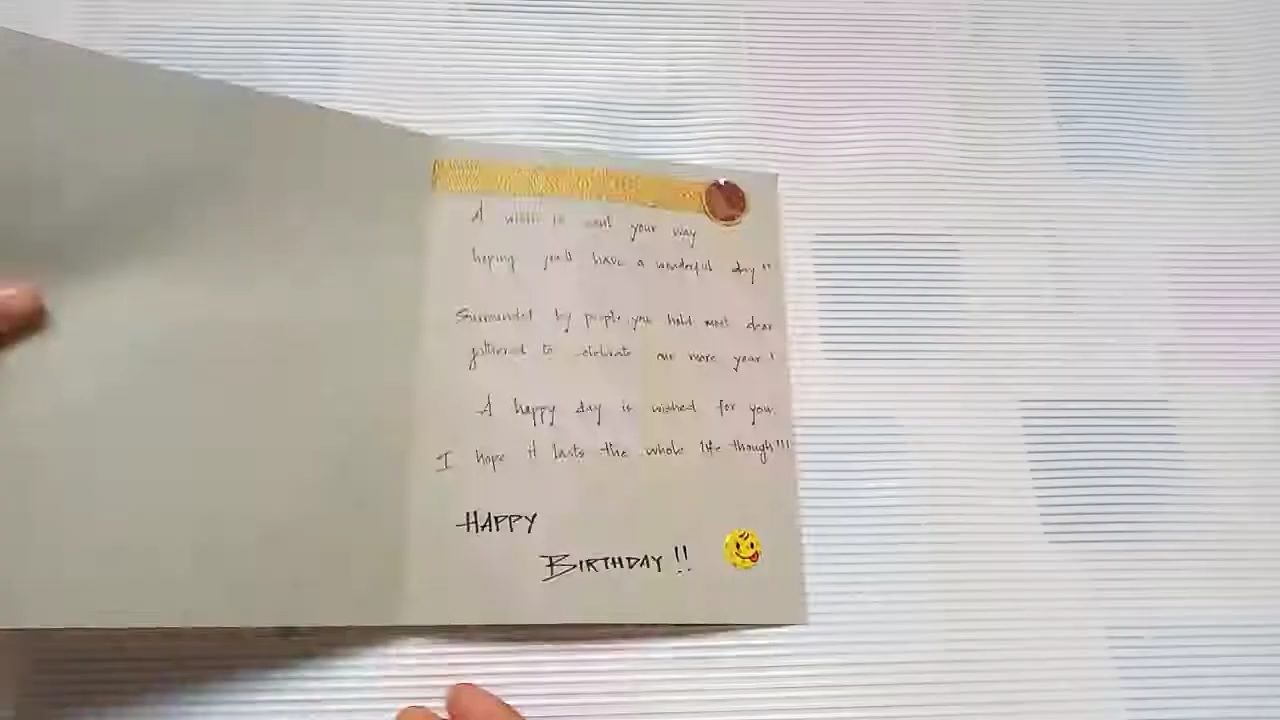 A wish is sent your way
hoping you'll have a wonderful day!!
Surrounded by people you hold most dear
gathered to celebrate one more year!
A happy day is wished for you.
I hope it lasts the whole life though!!!
HAPPY
BIRTHDAY!!